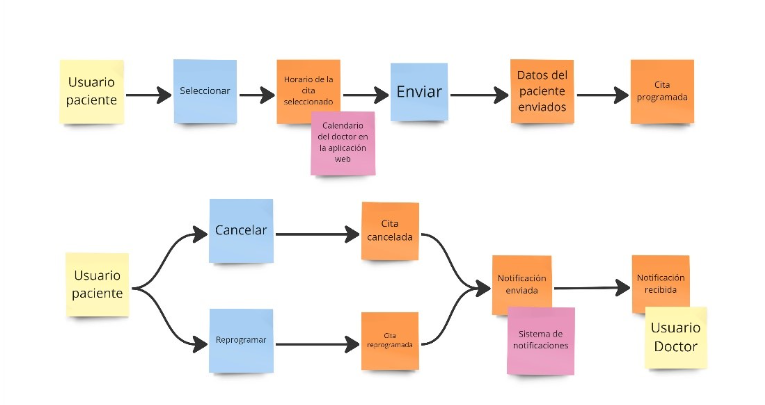 Usuario
paciente
Seleccionar
Horario de la
cita
seleccionado
Calendario
del doctor en
la aplicación
web
Enviar
Datos del
paciente
enviados
Cita
programada
Usuario
paciente
Cancelar
Cita
cancelada
Reprogramar
Cita
reprogramada
Notificación
enviada
Sistema de
notificaciones
Notificación
recibida
Usuario
Doctor